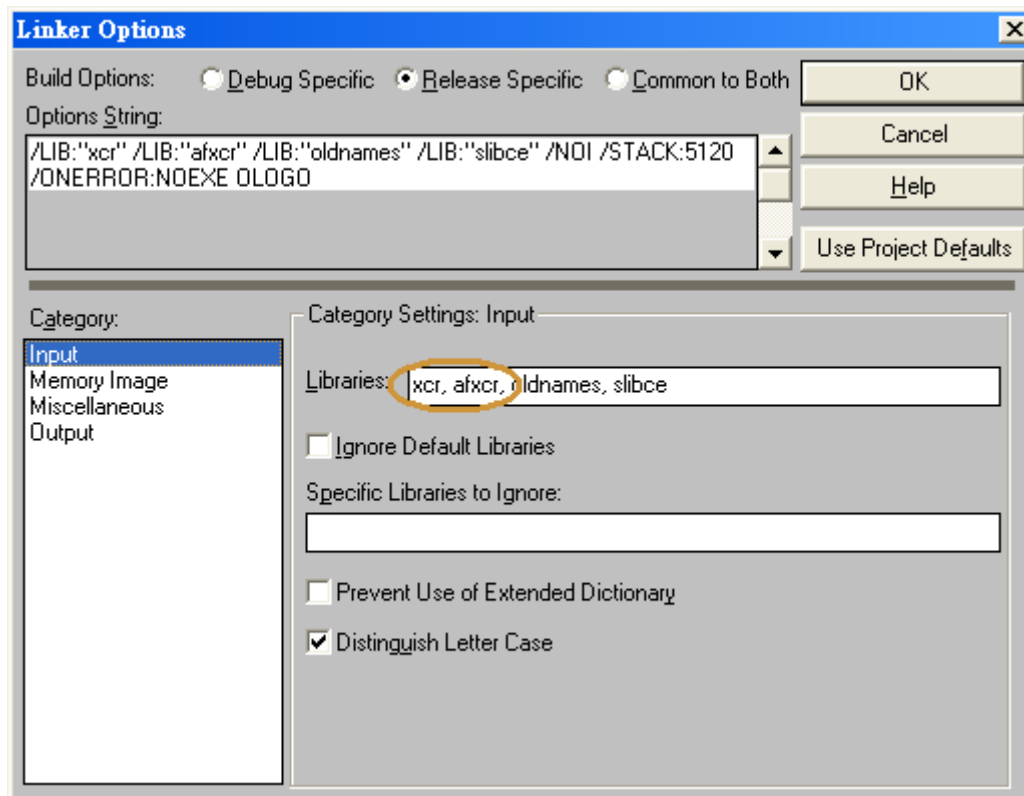 Linker Options
Build Options: Debug Specific Release Specific Common to Both
OK
Options String:
Cancel
/LIB:"xcr" /LIB:"afxcr" /LIB:"oldnames" /LIB:"slibce" /NOI /STACK:5120
/ONERROR:NOEXE OLOGO
Help
Use Project Defaults
Category:
Input
Memory Image
Miscellaneous
Output
Category Settings: Input
Libraries: xcr, afxcr, oldnames, slibce
Ignore Default Libraries
Specific Libraries to Ignore:
Prevent Use of Extended Dictionary
Distinguish Letter Case